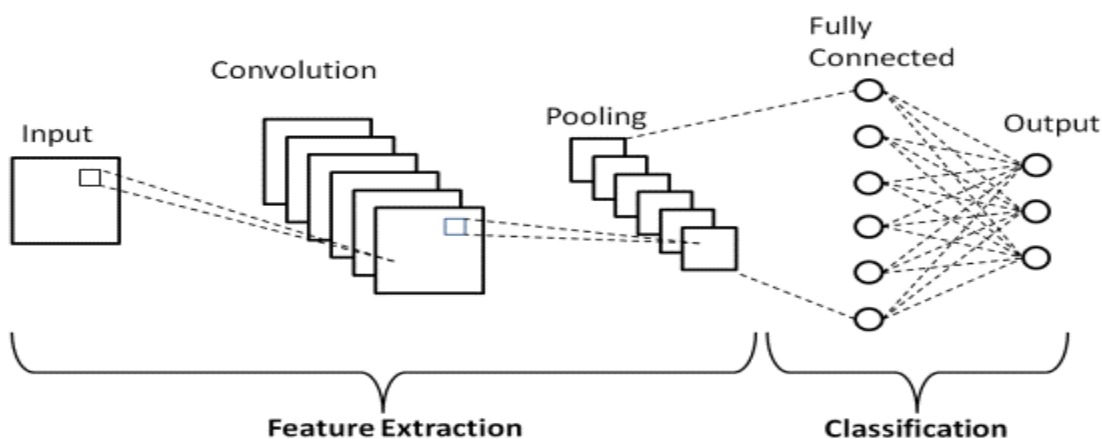 Input
Convolution
Pooling
Fully
Connected
Output
Feature Extraction
Classification